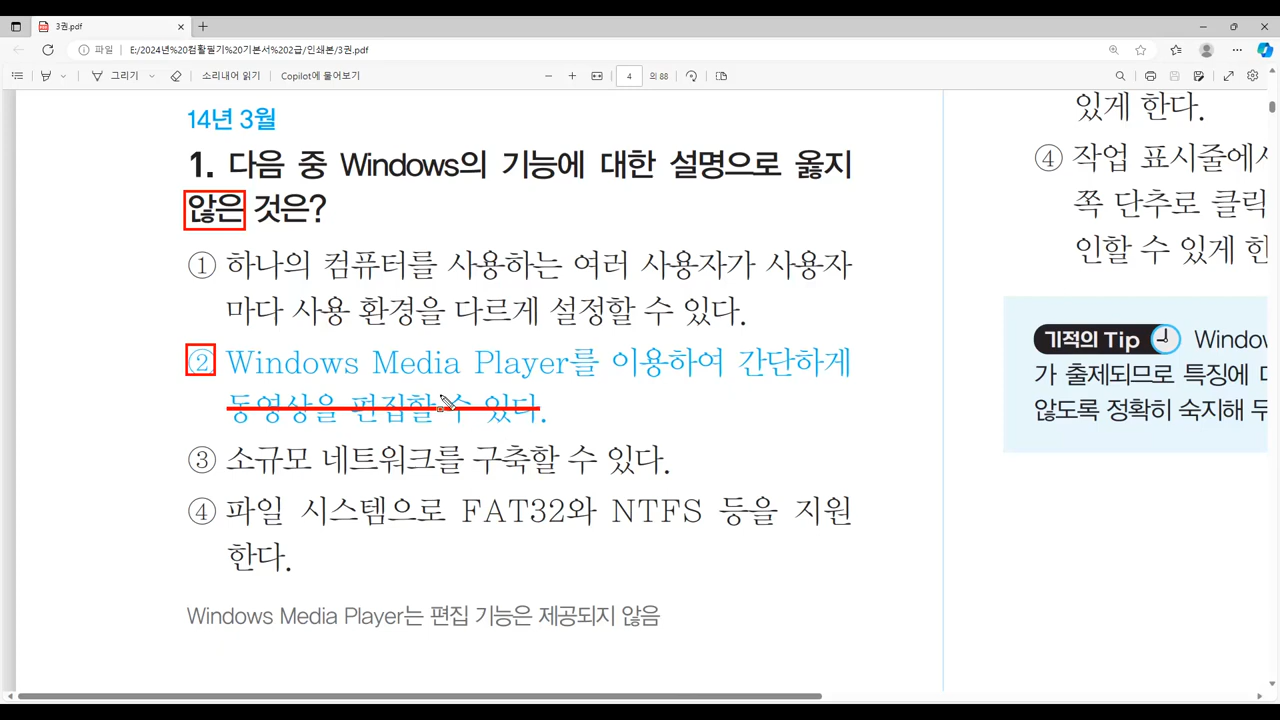 3권.pdf
파일 E:/2024년%20컴활필기%20기본서%202급/인쇄본/3권.pdf
그리기 소리내어 읽기 Copilot에 물어보기 4 의 88
14년 3월
1. 다음 중 Windows의 기능에 대한 설명으로 옳지
않은 것은?
① 하나의 컴퓨터를 사용하는 여러 사용자가 사용자
마다 사용 환경을 다르게 설정할 수 있다.
② Windows Media Player를 이용하여 간단하게
동영상을 편집할 수 있다.
③ 소규모 네트워크를 구축할 수 있다.
④ 파일 시스템으로 FAT32와 NTFS 등을 지원
한다.
Windows Media Player는 편집 기능은 제공되지 않음
있게 한다.
④ 작업 표시줄에서
쪽 단추로 클릭
인할 수 있게 한
기적의 Tip Window
가 출제되므로 특징에 대
않도록 정확히 숙지해 두